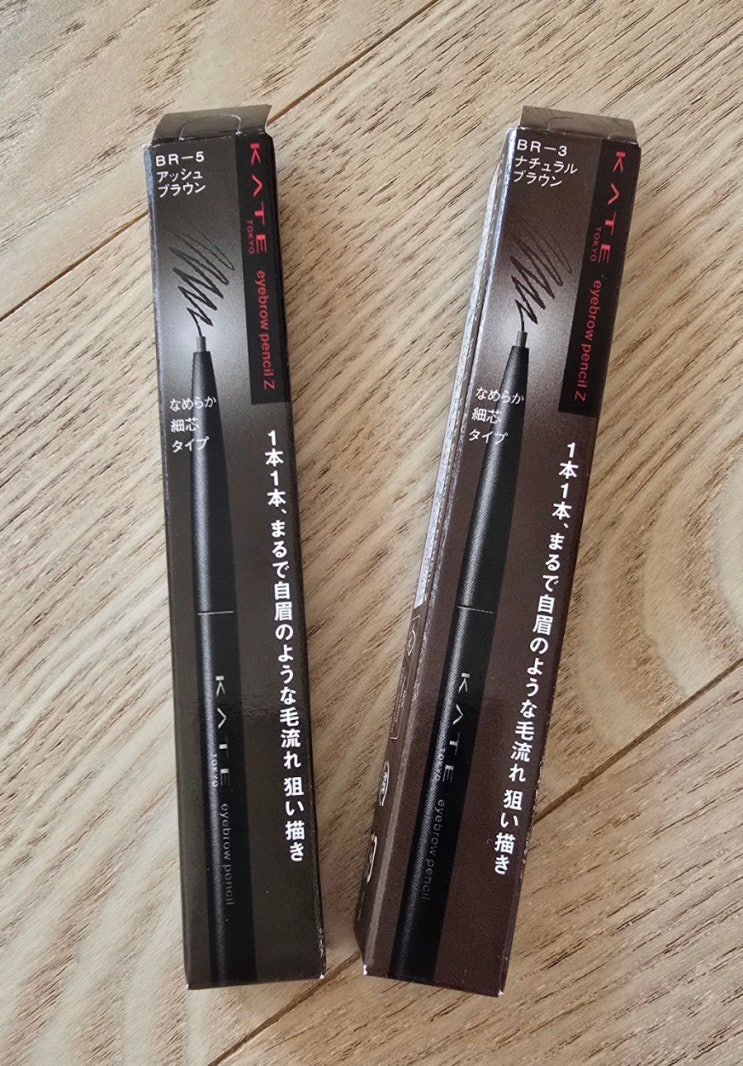 BR-5
アッシュ
ブラウン
KATE
TOKYO
eyebrow pencil Z
なめらか
細芯
タイプ
1本1本、まるで自眉のような毛流れ 狙い描き
KATE
TOKYO
eyebrow pencil
BR-3
ナチュラル
ブラウン
KATE
TOKYO
eyebrow pencil Z
なめらか
細芯
タイプ
1本1本、まるで自眉のような毛流れ 狙い描き
KATE
TOKYO
eyebrow pencil